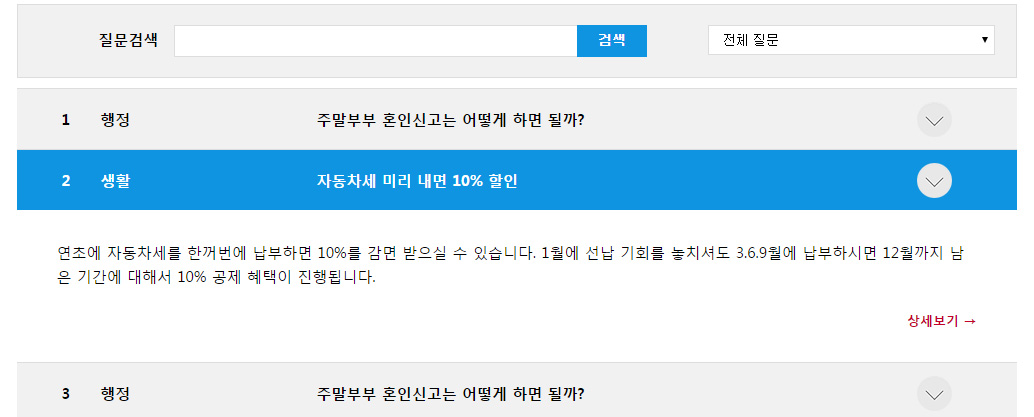 질문검색 검색 전체 질문
1 행정 주말부부 혼인신고는 어떻게 하면 될까?
2 생활 자동차세 미리 내면 10% 할인
연초에 자동차세를 한꺼번에 납부하면 10%를 감면 받으실 수 있습니다. 1월에 선납 기회를 놓치셔도 3.6.9월에 납부하시면 12월까지 남
은 기간에 대해서 10% 공제 혜택이 진행됩니다.
상세보기 →
3 행정 주말부부 혼인신고는 어떻게 하면 될까?